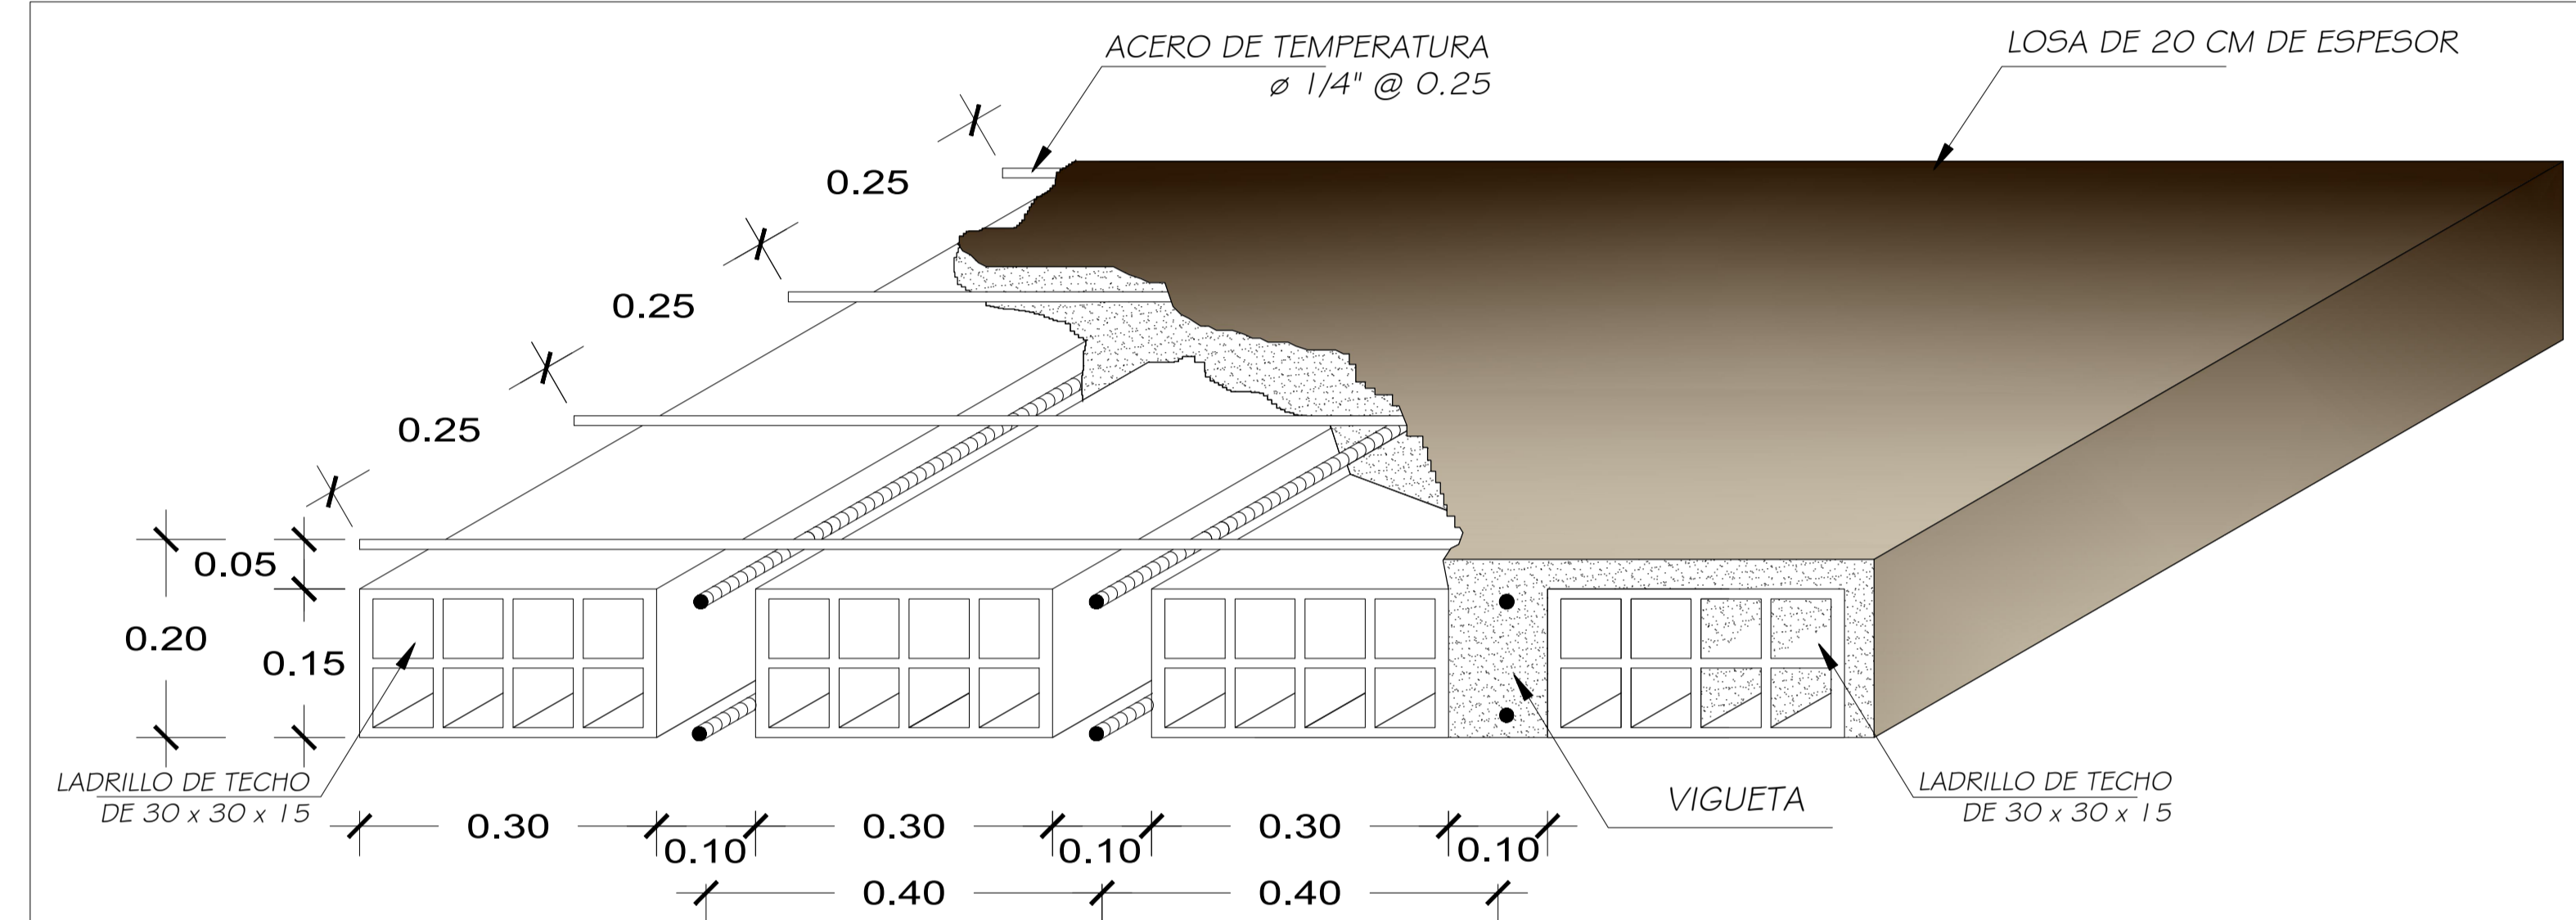 ACERO DE TEMPERATURA
ø 1/4" @ 0.25
LOSA DE 20 CM DE ESPESOR
0.25
0.25
0.25
0.05
0.20
0.15
LADRILLO DE TECHO
DE 30 x 30 x 15
VIGUETA
LADRILLO DE TECHO
DE 30 x 30 x 15
0.30
0.30
0.30
0.10
0.10
0.10
0.40
0.40